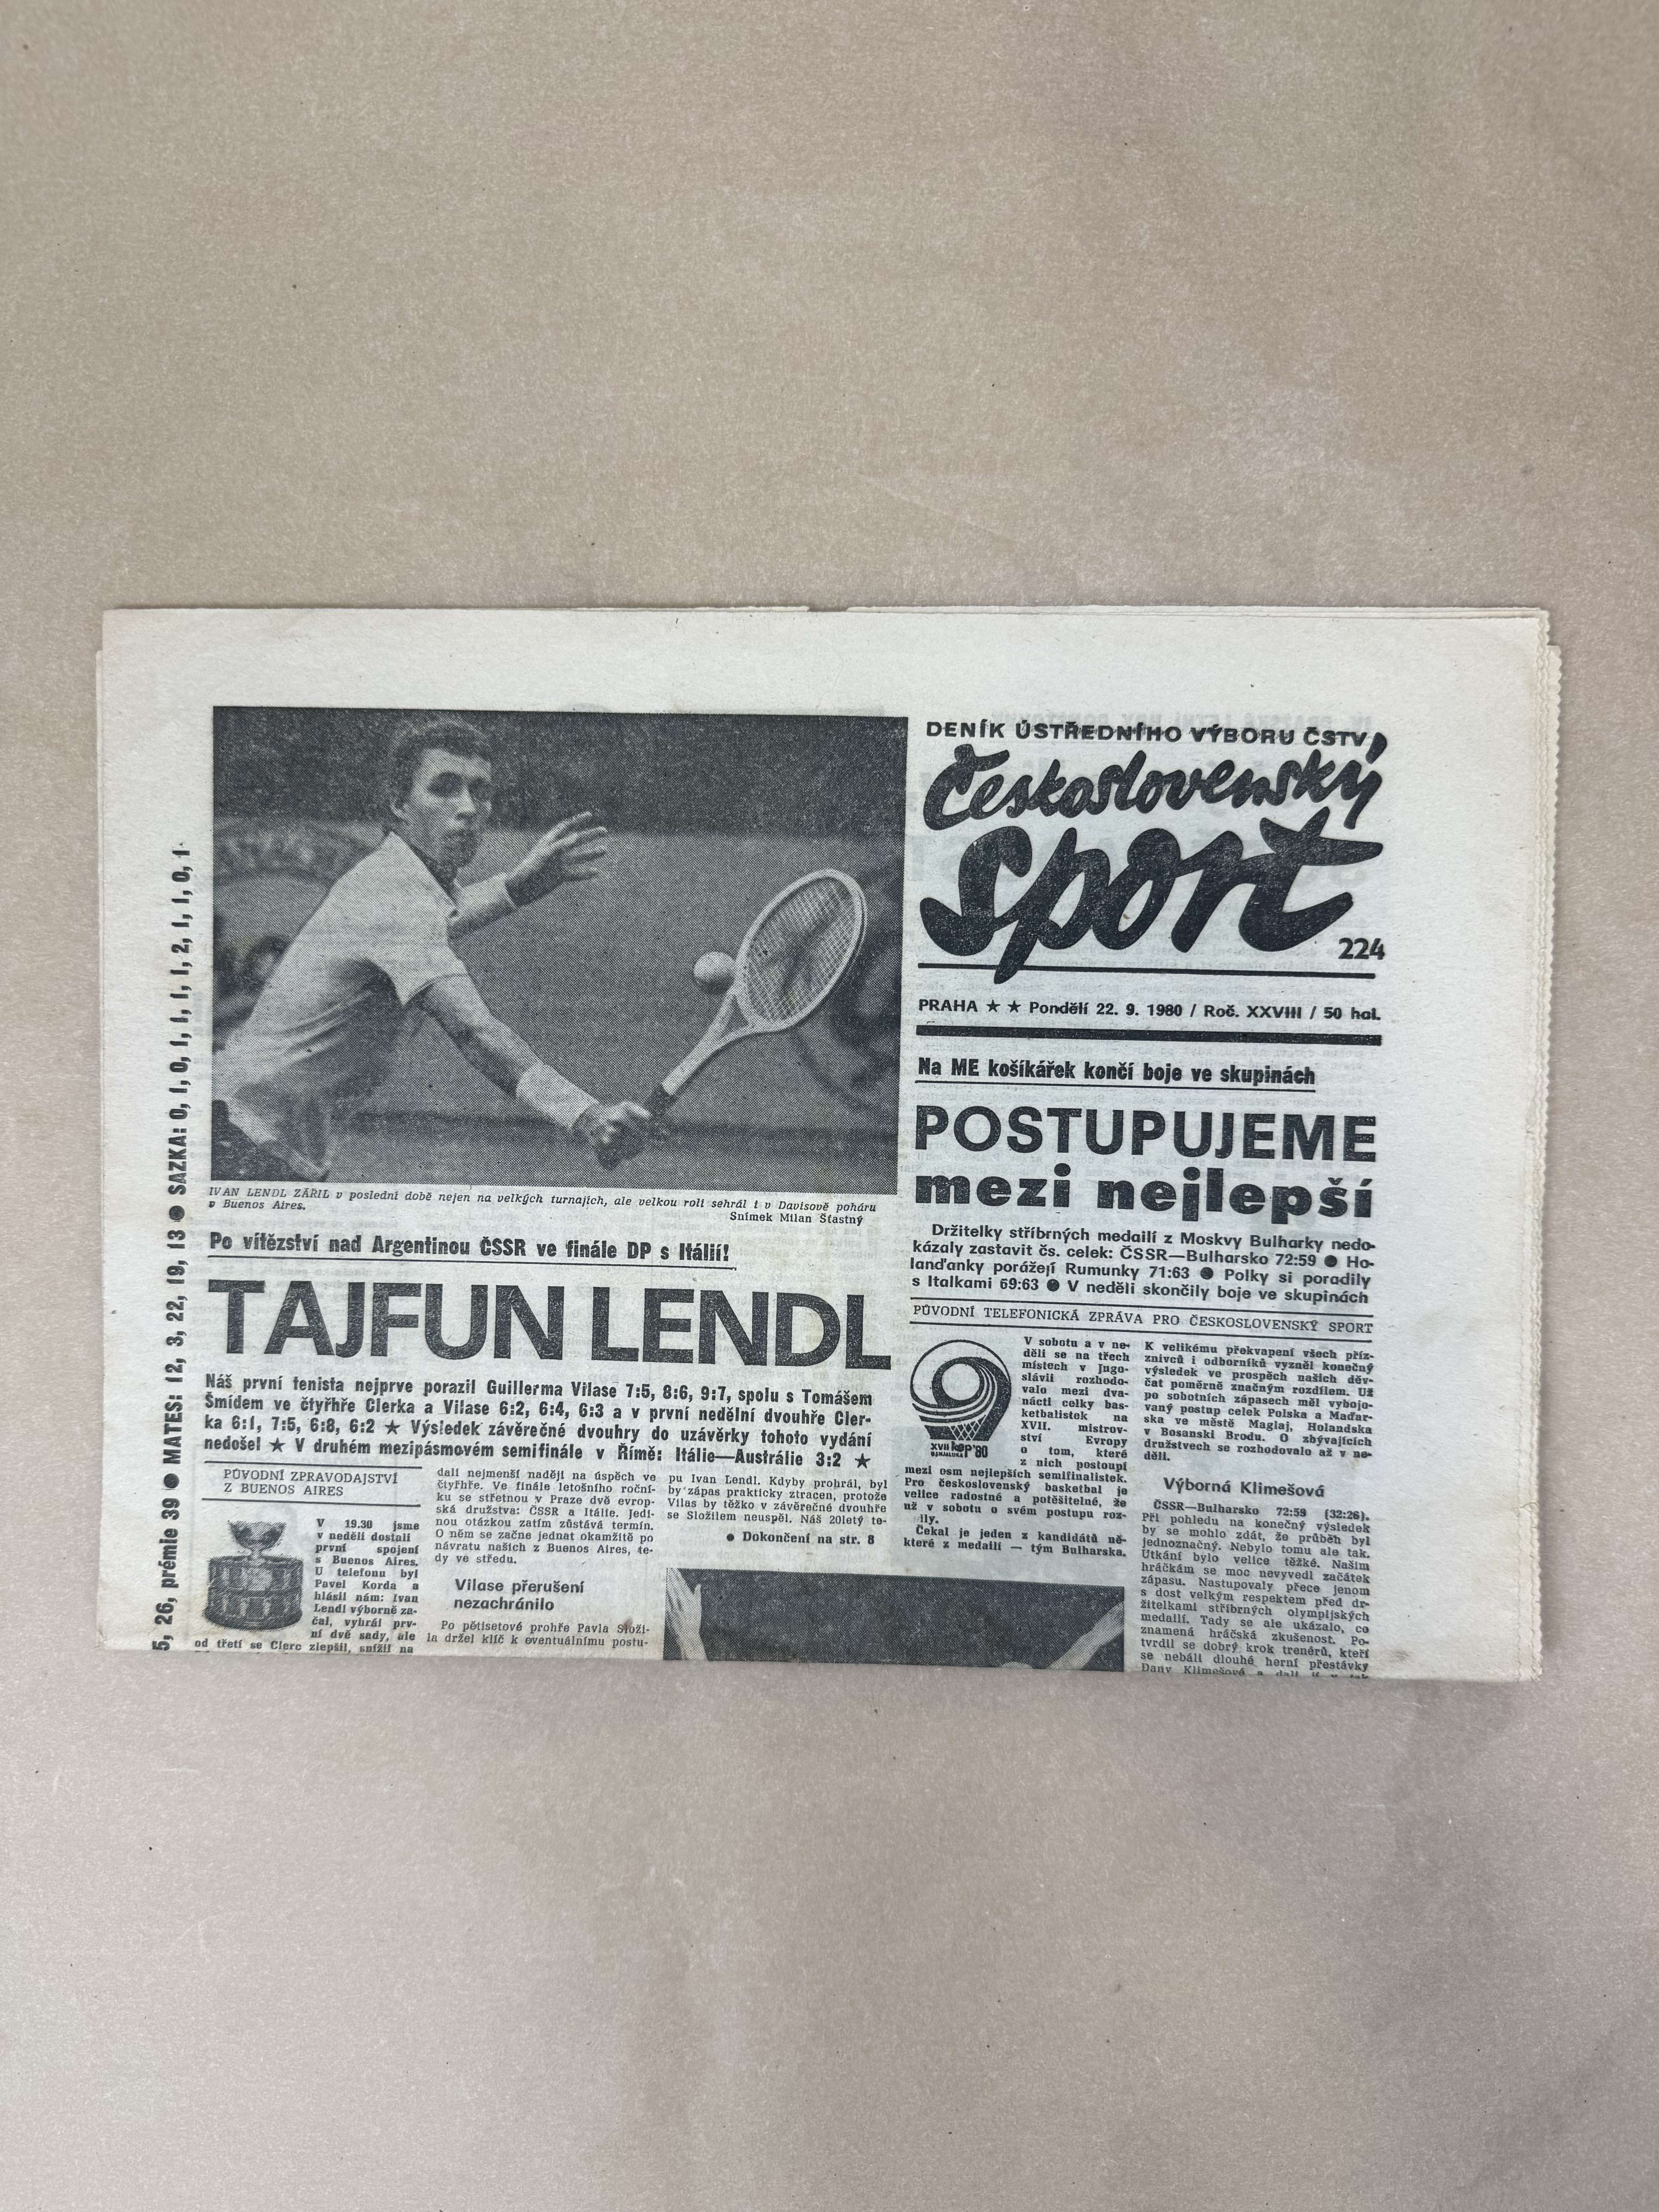 DENÍK ÚSTŘEDNÍHO VÝBORU ČSTV
Československý
sport
224
PRAHA ★ ★ Pondělí 22. 9. 1980 / Roč. XXVIII / 50 hal.
5, 26, prémie 39 ● MATES: 12, 3, 22, 19, 13 ● SAZKA: 0, 1, 0, 1, 1, 1, 1, 2, 1, 1, 0, 1
IVAN LENDL ZÁŘIL v poslední době nejen na velkých turnajích, ale velkou roli sehrál i v Davisově poháru
v Buenos Aires.
Snímek Milan Šťastný
Po vítězství nad Argentinou ČSSR ve finále DP s Itálií!
TAJFUN LENDL
Náš první tenista nejprve porazil Guillerma Vilase 7:5, 8:6, 9:7, spolu s Tomášem
Šmídem ve čtyřhře Clerka a Vilase 6:2, 6:4, 6:3 a v první nedělní dvouhře Cler-
ka 6:1, 7:5, 6:8, 6:2 ★ Výsledek závěrečné dvouhry do uzávěrky tohoto vydání
nedošel ★ V druhém mezipásmovém semifinále v Římě: Itálie—Austrálie 3:2 ★
PŮVODNÍ ZPRAVODAJSTVÍ
Z BUENOS AIRES
V 19.30 jsme
v neděli dostali
první spojení
s Buenos Aires.
U telefonu byl
Pavel Korda a
hlásil nám: Ivan
Lendl výborně za-
čal, vyhrál prv-
ní dvě sady, ale
od třetí se Clerc zlepšil, snížil na
dali nejmenší naději na úspěch ve
čtyřhře. Ve finále letošního roční-
ku se střetnou v Praze dvě evrop-
ská družstva: ČSSR a Itálie. Jedi-
nou otázkou zatím zůstává termín.
O něm se začne jednat okamžitě po
návratu našich z Buenos Aires, te-
dy ve středu.
Vilase přerušení
nezachránilo
Po pětisetové prohře Pavla Složi-
la držel klíč k eventuálnímu postu-
pu Ivan Lendl. Kdyby prohrál, byl
by zápas prakticky ztracen, protože
Vilas by těžko v závěrečné dvouhře
se Složilem neuspěl. Náš 20letý te-
● Dokončení na str. 8
Na ME košíkářek končí boje ve skupinách
POSTUPUJEME
mezi nejlepší
Držitelky stříbrných medailí z Moskvy Bulharky nedo-
kázaly zastavit čs. celek: ČSSR—Bulharsko 72:59 ● Ho-
landʼanky porážejí Rumunky 71:63 ● Polky si poradily
s Italkami 69:63 ● V neděli skončily boje ve skupinách
PŮVODNÍ TELEFONICKÁ ZPRÁVA PRO ČESKOSLOVENSKÝ SPORT
XVII kep'80
V sobotu a v ne-
děli se na třech
místech v Jugo-
slávii rozhodo-
valo mezi dva-
nácti celky bas-
ketbalistok na
XVII. mistrov-
ství Evropy
o tom, které
z nich postoupí
mezi osm nejlepších semifinalistek.
Pro československý basketbal je
velice radostné a potěšitelné, že
už v sobotu o svém postupu roz-
ily.
Čekal je jeden z kandidátů ně-
které z medailí — tým Bulharska.
K velikému překvapení všech příz-
znivců i odborníků vyzněl konečný
výsledek ve prospěch našich děv-
čat poměrně značným rozdílem. Už
po sobotních zápasech měl vybojo-
vaný postup celek Polska a Maďar-
ska ve městě Maglaj, Holandska
v Bosanski Brodu. O zbývajících
družstvech se rozhodovalo až v ne-
děli.
Výborná Klimešová
ČSSR—Bulharsko 72:59 (32:26).
Při pohledu na konečný výsledek
by se mohlo zdát, že průběh byl
jednoznačný. Nebylo tomu ale tak.
Utkání bylo velice těžké. Našim
hráčkám se moc nevyvedl začátek
zápasu. Nastupovaly přece jenom
s dost velkým respektem před dr-
žitelkami stříbrných olympijských
medailí. Tady se ale ukázalo, co
znamená hráčská zkušenost. Po-
tvrdil se dobrý krok trenérů, kteří
se nebáli dlouhé herní přestávky
Dany Klimešové a dali jí v tak